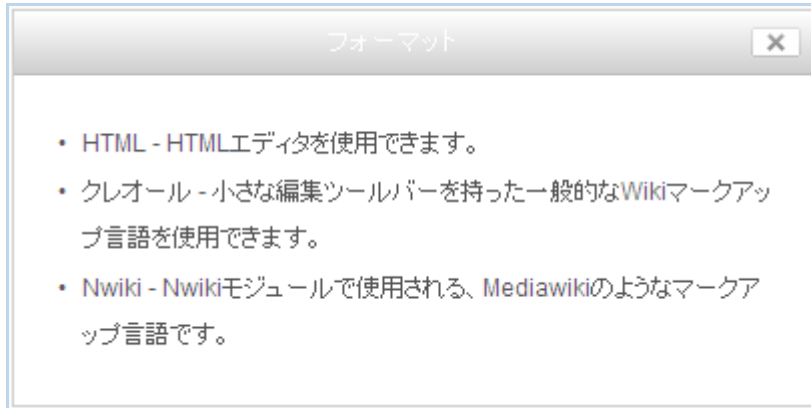 フォーマット
• HTML - HTMLエディタを使用できます。
• クレオール - 小さな編集ツールバーを持った一般的なWikiマークアッ
プ言語を使用できます。
• Nwiki - Nwikiモジュールで使用される、Mediawikiのようなマークア
ップ言語です。